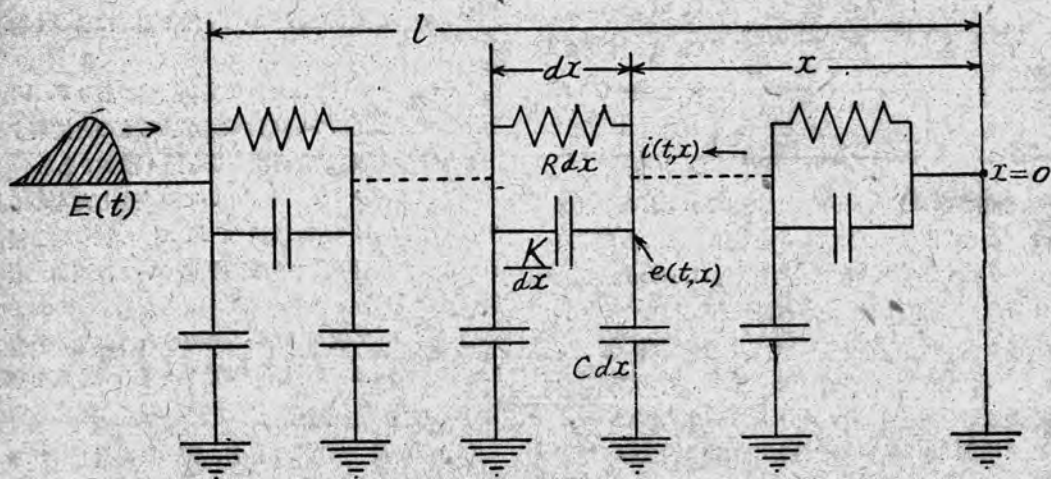 l
dx
x
Rdx
i(t,x)
x=0
E(t)
K
dx
e(t,x)
Cdx